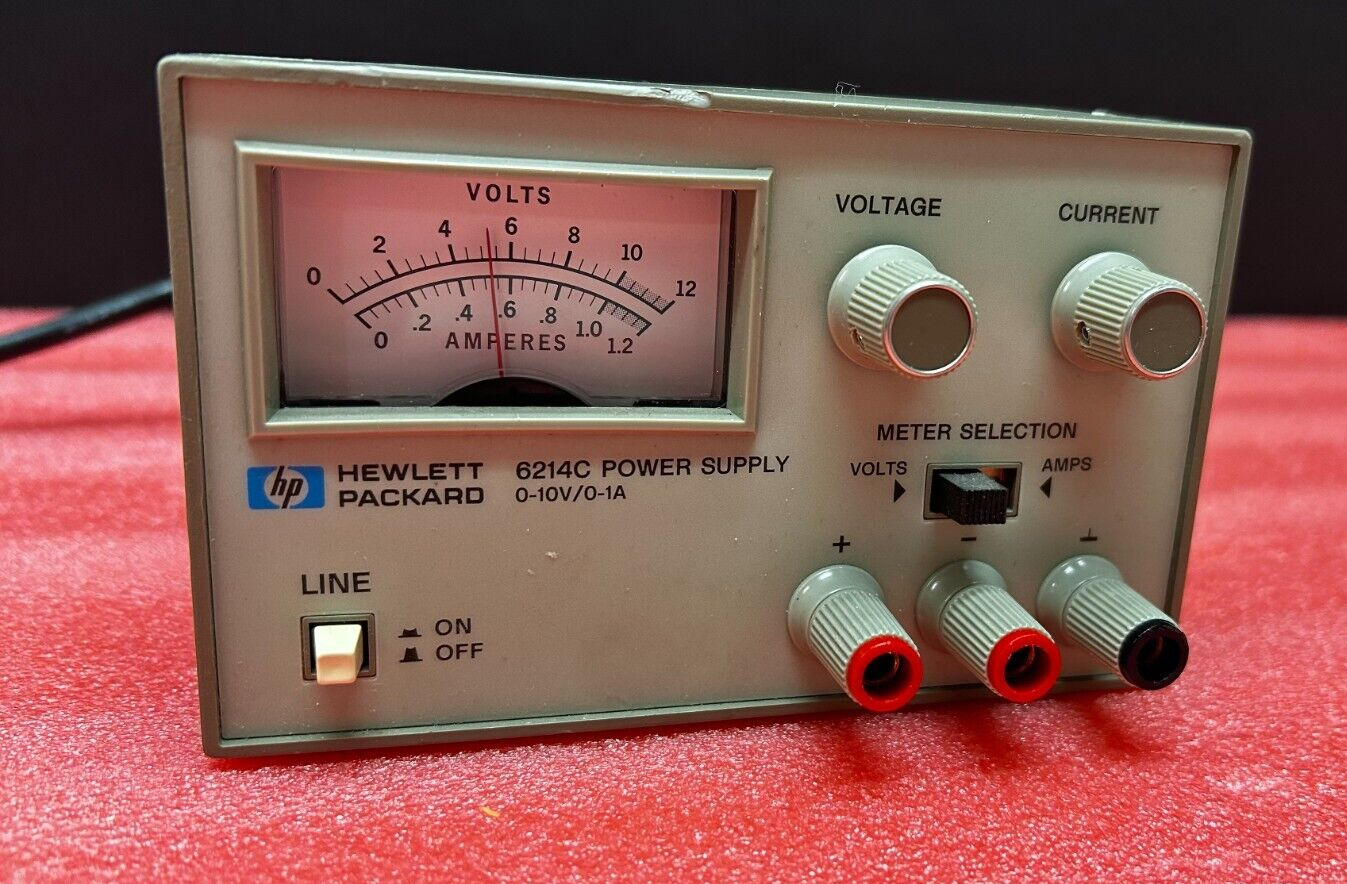 VOLTS
0 2 4 6 8 10 12
0 .2 .4 .6 .8 1.0 1.2
AMPERES
VOLTAGE
CURRENT
METER SELECTION
VOLTS
AMPS
hp HEWLETT
PACKARD
6214C POWER SUPPLY
0-10V/0-1A
+ - ⊥
LINE
ON
OFF